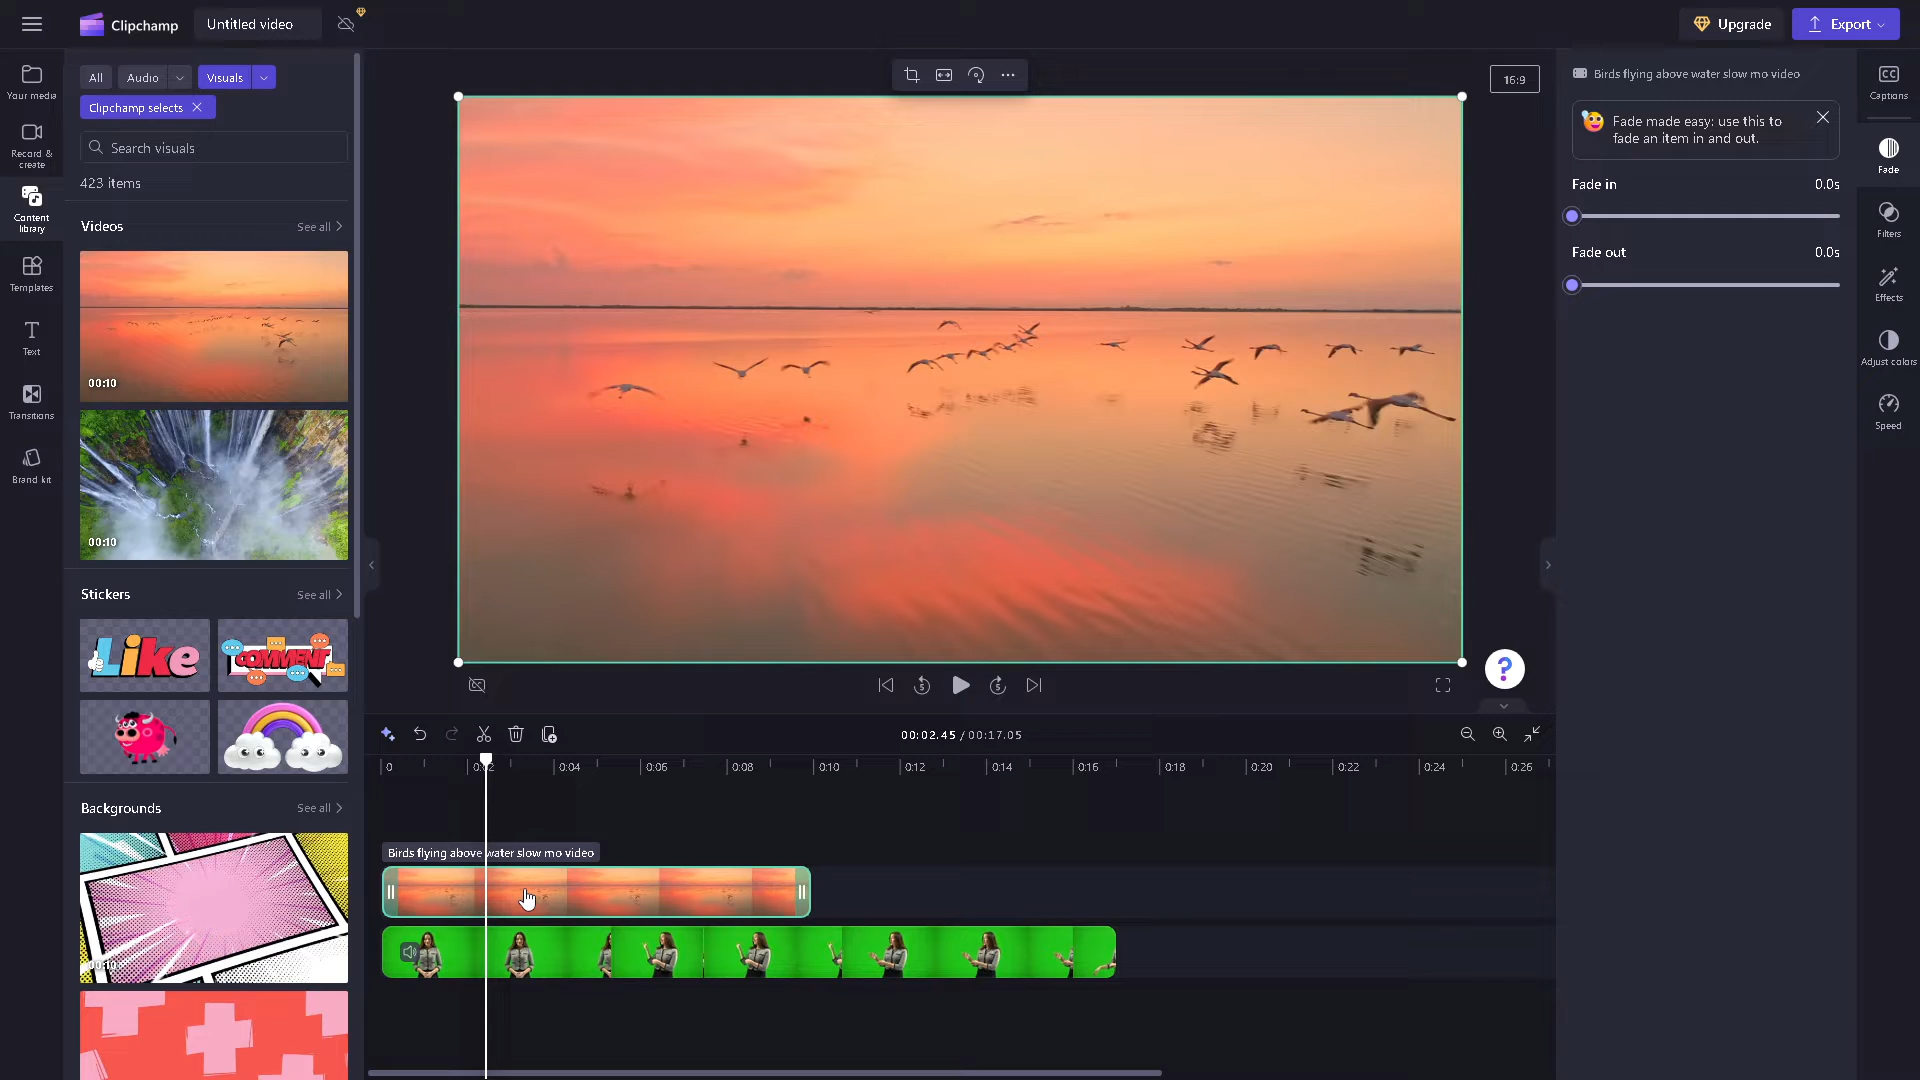 Clipchamp
Untitled video
Upgrade
Export
Your media
Record &
create
Content
library
Templates
Text
Transitions
Brand kit
All
Audio
Visuals
Clipchamp selects
Search visuals
423 items
Videos
See all
00:10
00:10
Stickers
See all
Like
COMMENT
Backgrounds
See all
00:10
16:9
5
5
?
00:02.45 / 00:17.05
0
0:02
0:04
0:06
0:08
0:10
0:12
0:14
0:16
0:18
0:20
0:22
0:24
0:26
Birds flying above water slow mo video
Birds flying above water slow mo video
Fade made easy: use this to
fade an item in and out.
Fade in
0.0s
Fade out
0.0s
CC
Captions
Fade
Filters
Effects
Adjust colors
Speed